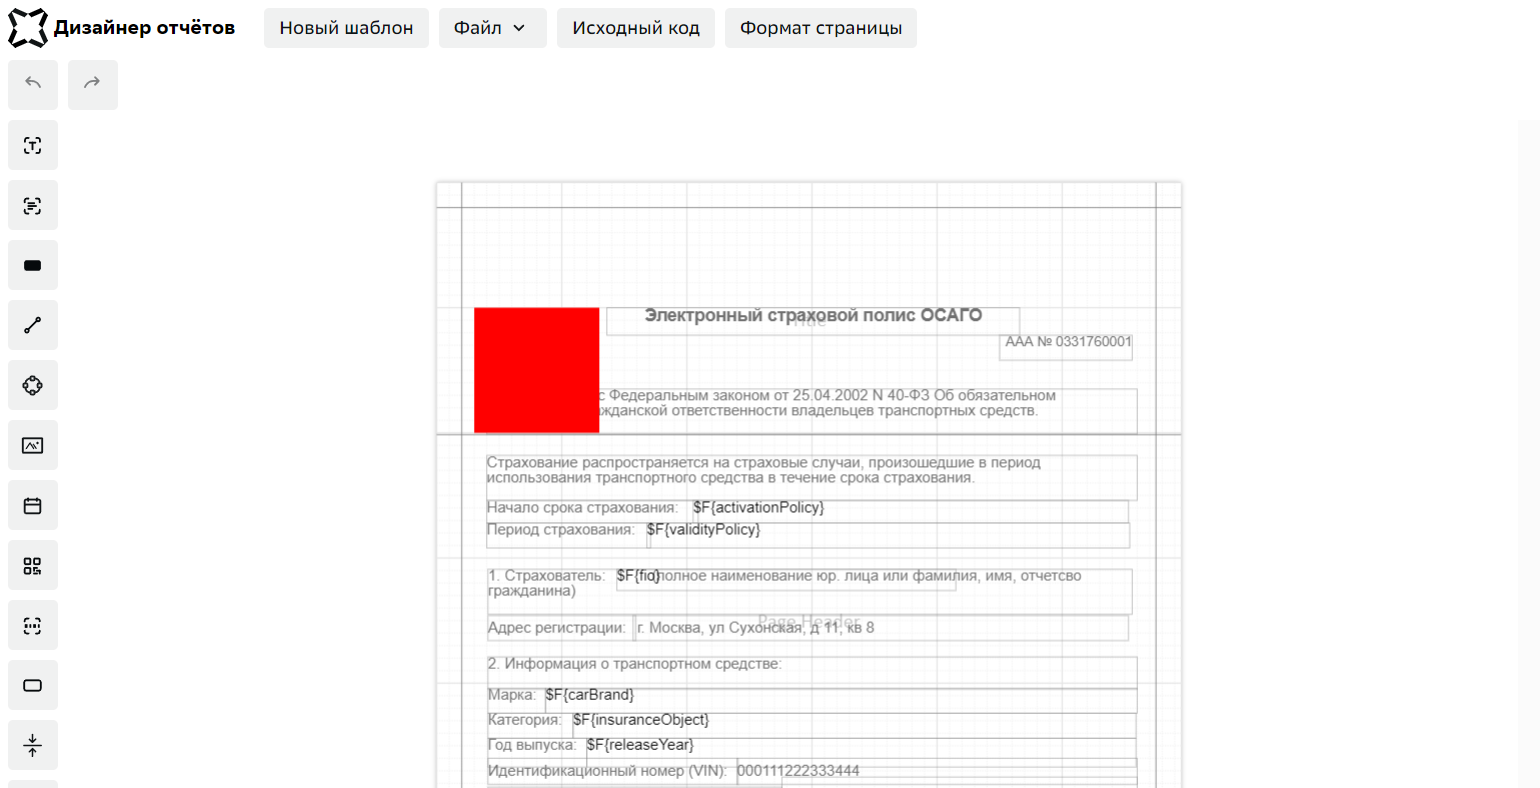 Дизайнер отчётов
Новый шаблон
Файл
Исходный код
Формат страницы
Электронный страховой полис ОСАГО
Title
ААА № 0331760001
с Федеральным законом от 25.04.2002 N 40-ФЗ Об обязательном
жданской ответственности владельцев транспортных средств.
Страхование распространяется на страховые случаи, произошедшие в период
использования транспортного средства в течение срока страхования.
Начало срока страхования: $F{activationPolicy}
Период страхования: $F{validityPolicy}
1. Страхователь: $F{fio} полное наименование юр. лица или фамилия, имя, отчетсво
гражданина)
Page Header
Адрес регистрации: г. Москва, ул Сухонская, д 11, кв 8
2. Информация о транспортном средстве:
Марка: $F{carBrand}
Категория: $F{insuranceObject}
Год выпуска: $F{releaseYear}
Идентификационный номер (VIN): 000111222333444